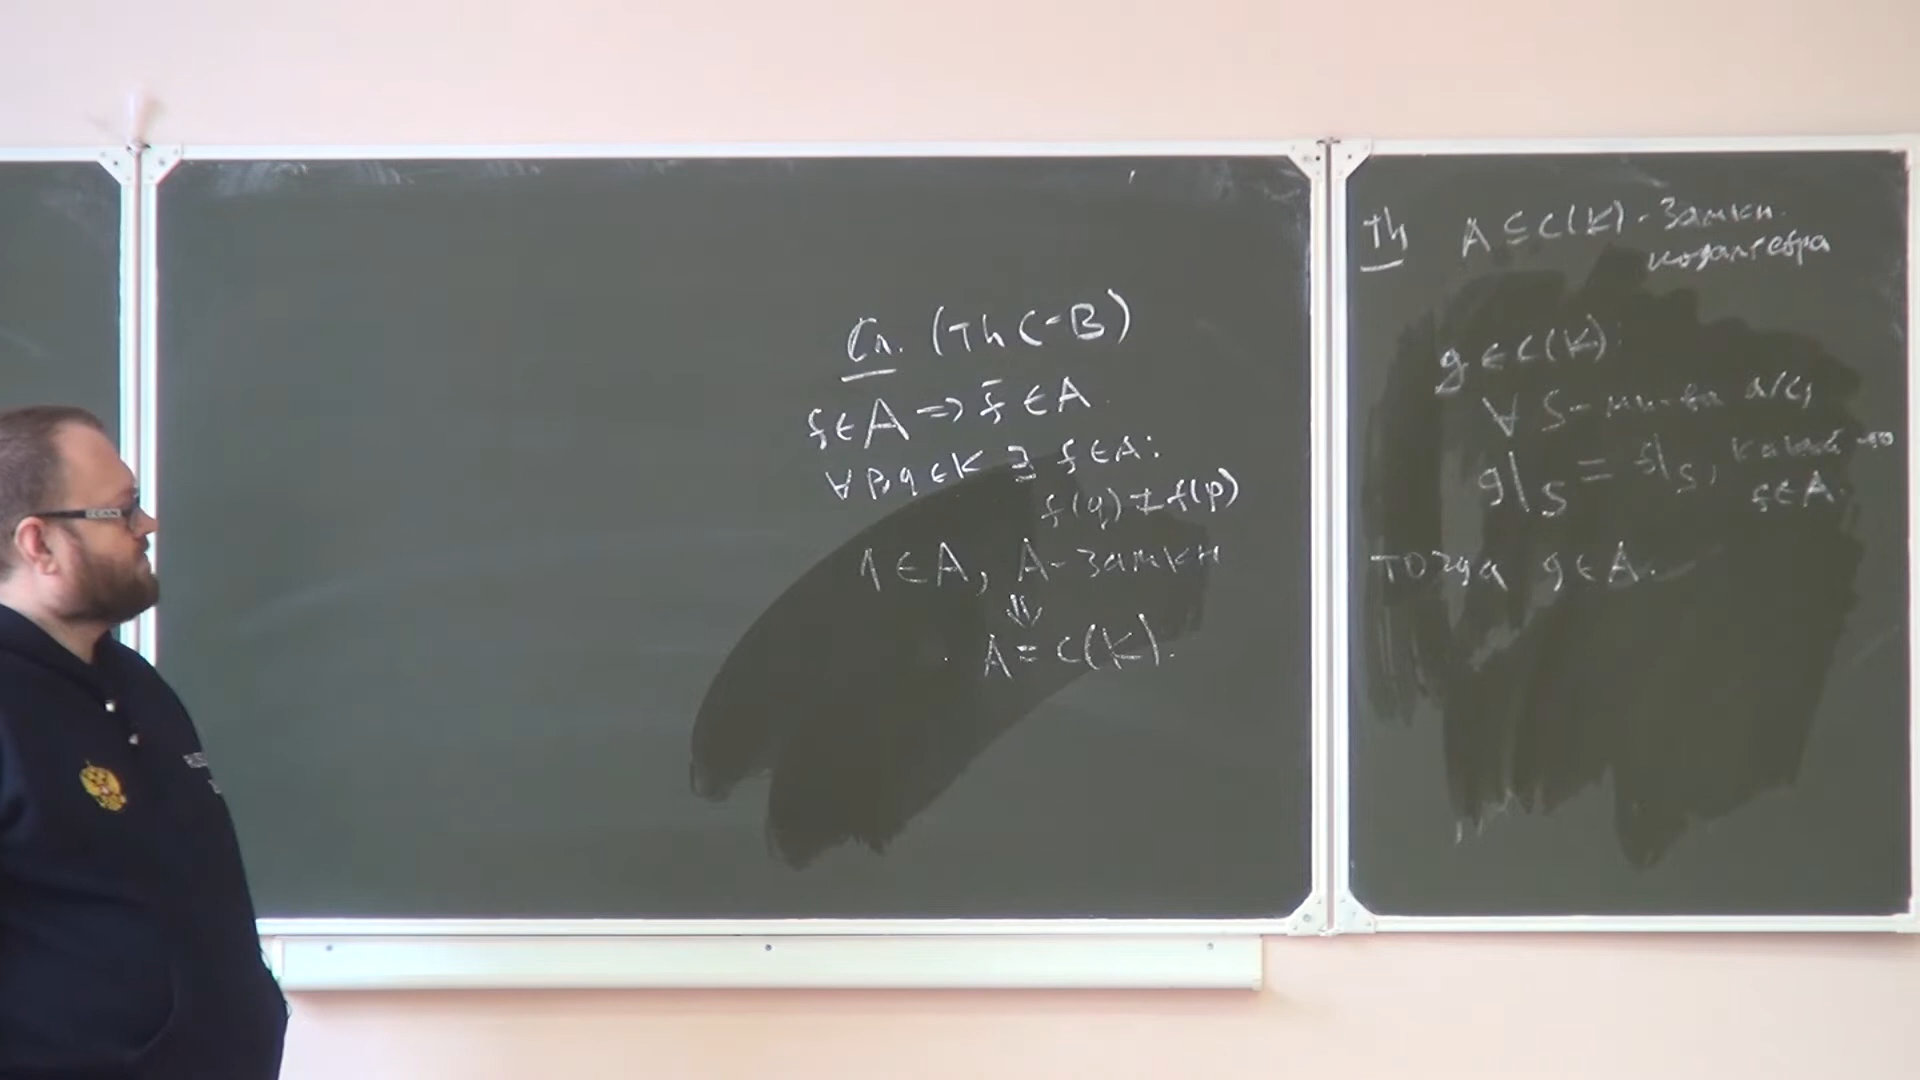 Сл. (Th С-В)
f∈A ⇒ f̄ ∈ A
∀ p,q ∈ K ∃ f∈A:
f(q) ≠ f(p)
1 ∈ A, A - замкн
⇓
A = C(K).
Th A ⊆ C(K) - замкн.
подалгебра
g ∈ C(K):
∀ S - мн-ва а/с,
g|S = f|S, какой-то
f∈A.
тогда g∈A.